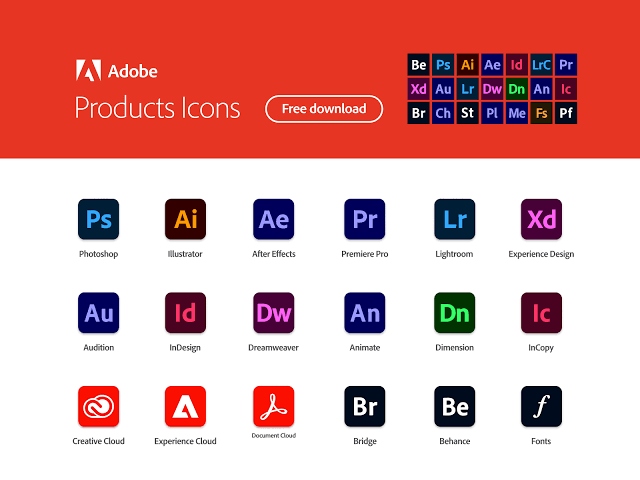 Adobe
Products Icons
Free download
Be Ps Ai Ae Id LrC Pr
Xd Au Lr Dw Dn An Ic
Br Ch St Pl Me Fs Pf
Ps Ai Ae Pr Lr Xd
Photoshop Illustrator After Effects Premiere Pro Lightroom Experience Design
Au Id Dw An Dn Ic
Audition InDesign Dreamweaver Animate Dimension InCopy
Br Be f
Creative Cloud Experience Cloud Document Cloud Bridge Behance Fonts